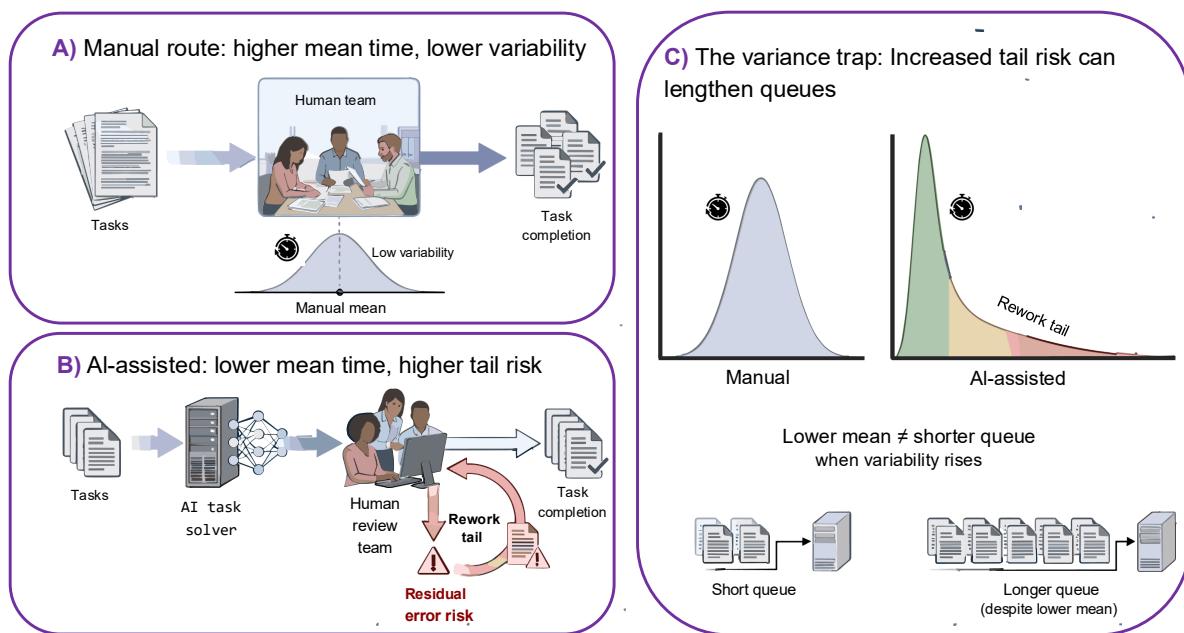 A) Manual route: higher mean time, lower variability
Human team
Tasks
Task
completion
Low variability
Manual mean
B) AI-assisted: lower mean time, higher tail risk
Tasks
AI task
solver
Human
review
team
Rework
tail
Task
completion
Residual
error risk
C) The variance trap: Increased tail risk can
lengthen queues
Rework tail
Manual
AI-assisted
Lower mean ≠ shorter queue
when variability rises
Short queue
Longer queue
(despite lower mean)